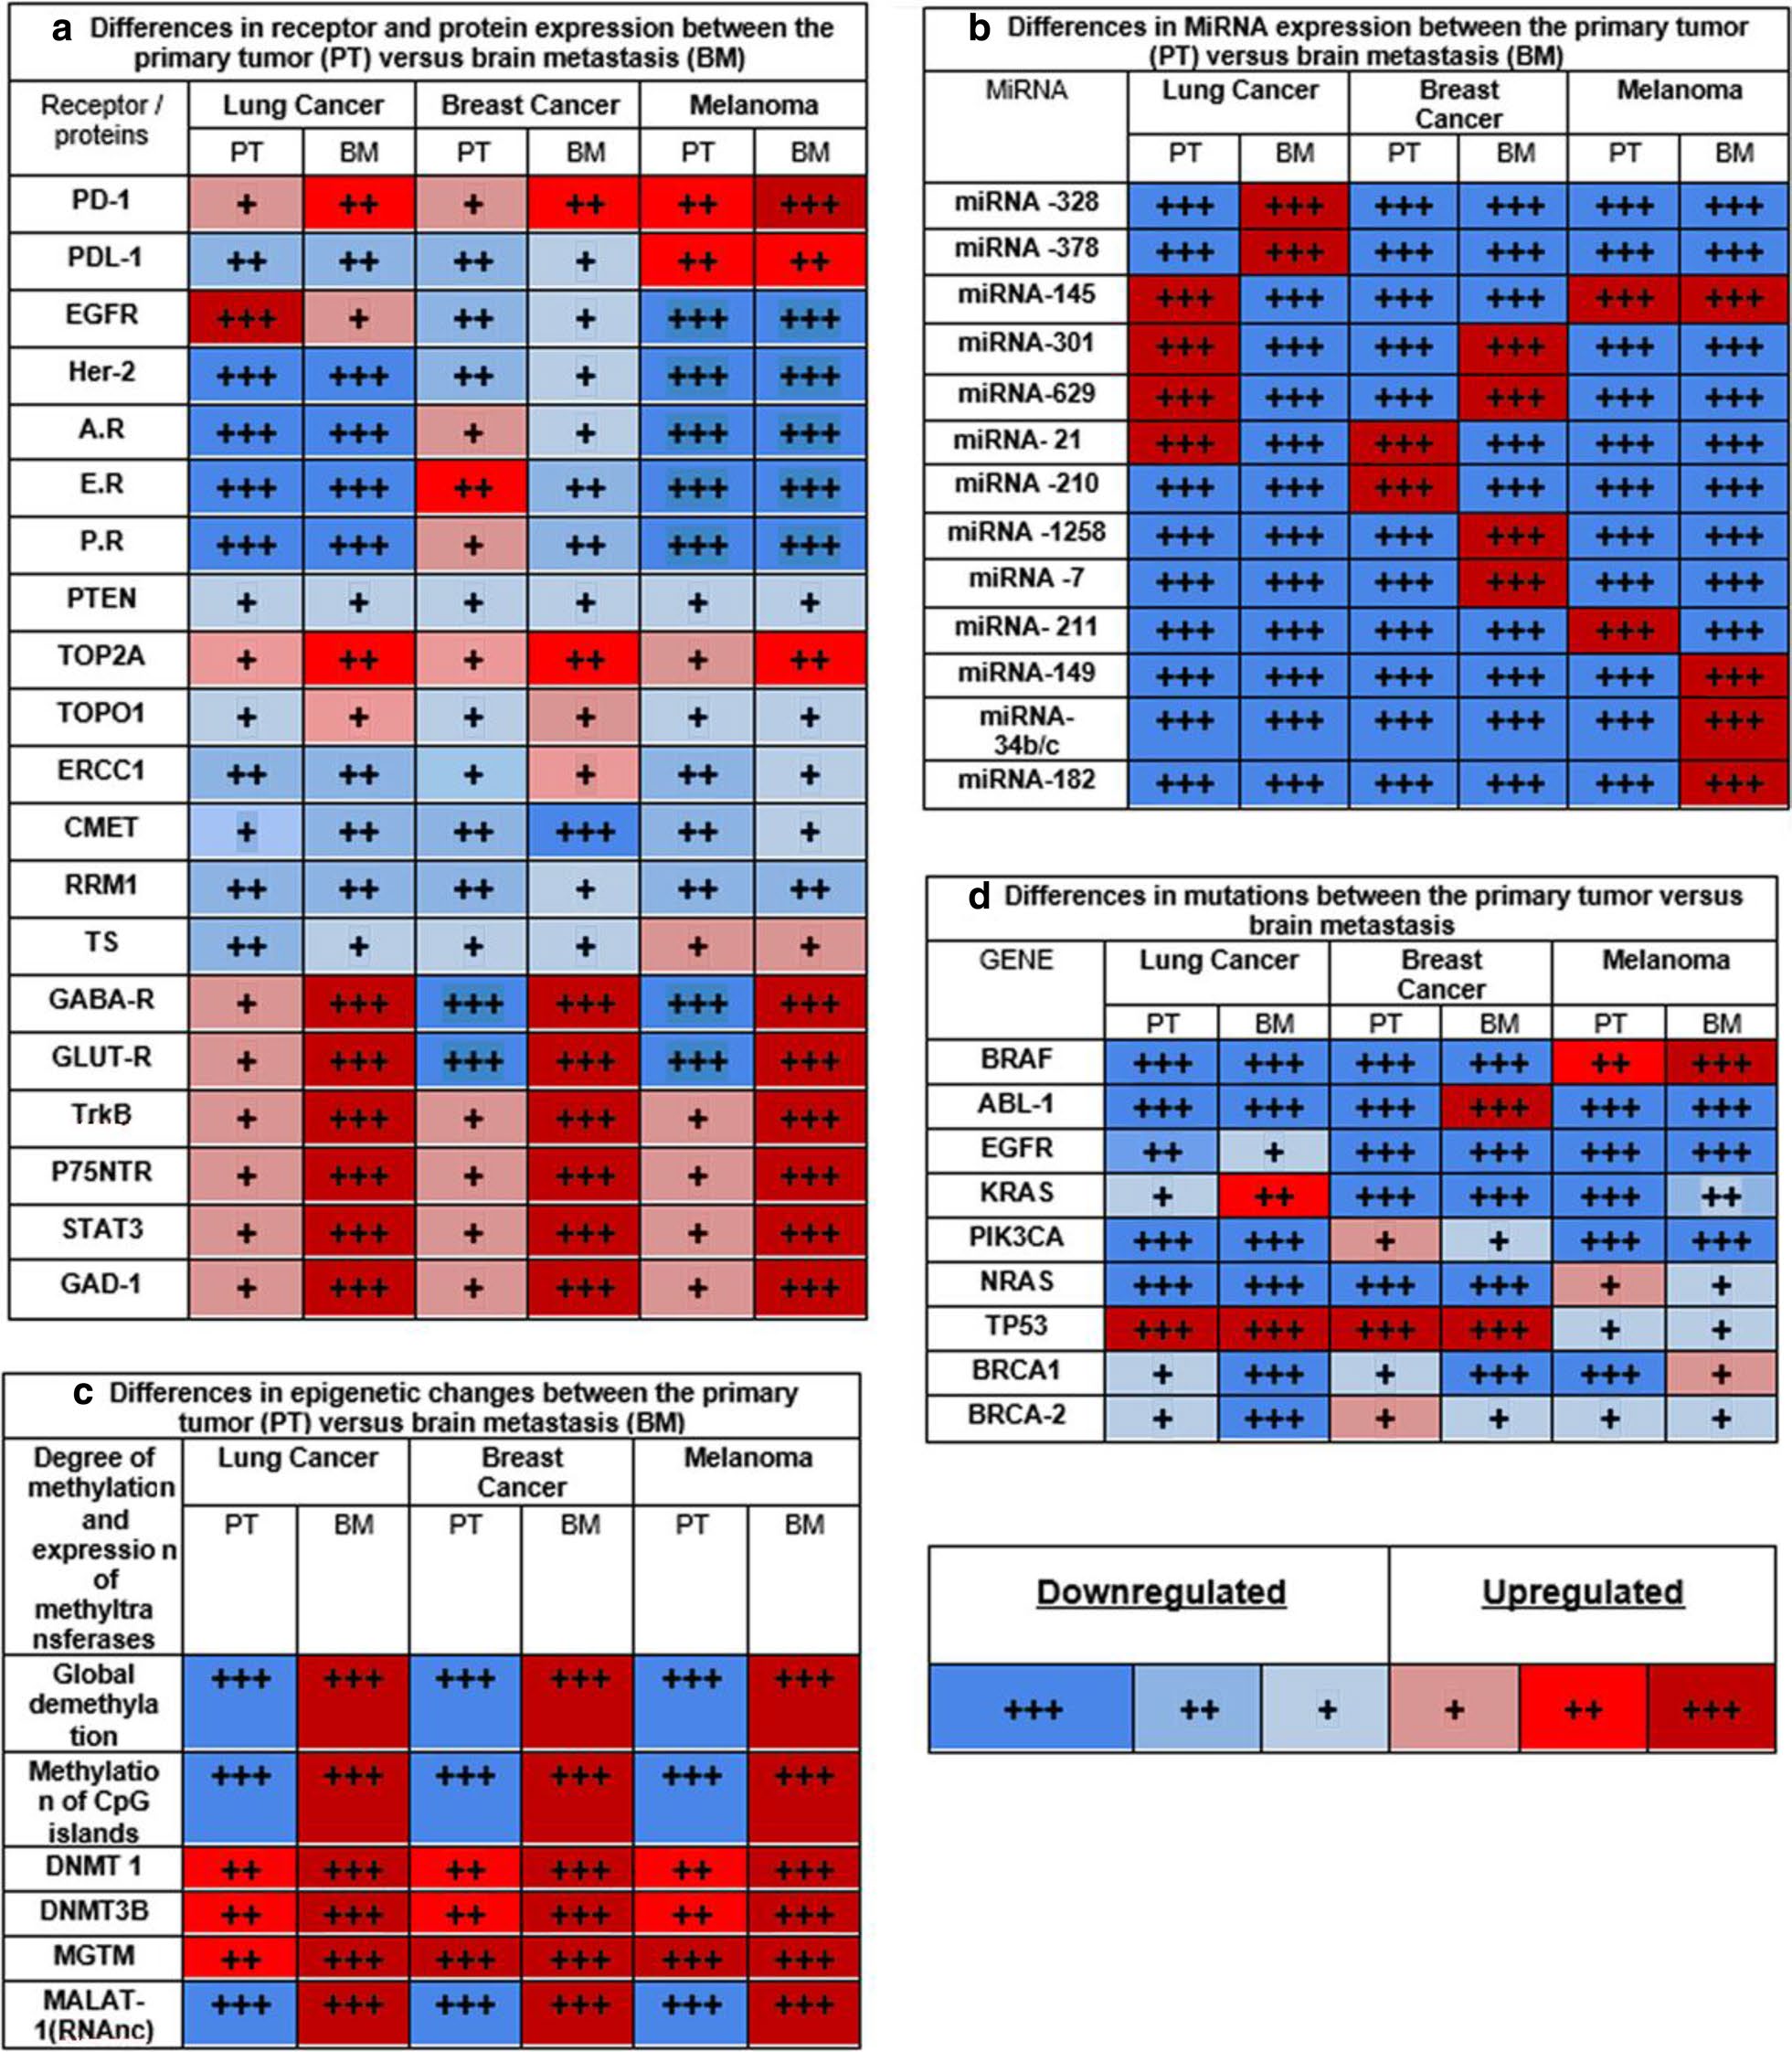 a Differences in receptor and protein expression between the
primary tumor (PT) versus brain metastasis (BM)
Receptor / Lung Cancer Breast Cancer Melanoma
proteins
PT BM PT BM PT BM
PD-1 + ++ + ++ ++ +++
PDL-1 ++ ++ ++ + ++ ++
EGFR +++ + ++ + +++ +++
Her-2 +++ +++ ++ + +++ +++
A.R +++ +++ + + +++ +++
E.R +++ +++ ++ ++ +++ +++
P.R +++ +++ + ++ +++ +++
PTEN + + + + + +
TOP2A + ++ + ++ + ++
TOPO1 + + + + + +
ERCC1 ++ ++ + + ++ +
CMET + ++ ++ +++ ++ +
RRM1 ++ ++ ++ + ++ ++
TS ++ + + + + +
GABA-R + +++ +++ +++ +++ +++
GLUT-R + +++ +++ +++ +++ +++
TrkB + +++ + +++ + +++
P75NTR + +++ + +++ + +++
STAT3 + +++ + +++ + +++
GAD-1 + +++ + +++ + +++
b Differences in MiRNA expression between the primary tumor
(PT) versus brain metastasis (BM)
MiRNA Lung Cancer Breast Melanoma
Cancer
PT BM PT BM PT BM
miRNA -328 +++ +++ +++ +++ +++ +++
miRNA -378 +++ +++ +++ +++ +++ +++
miRNA-145 +++ +++ +++ +++ +++ +++
miRNA-301 +++ +++ +++ +++ +++ +++
miRNA-629 +++ +++ +++ +++ +++ +++
miRNA- 21 +++ +++ +++ +++ +++ +++
miRNA -210 +++ +++ +++ +++ +++ +++
miRNA -1258 +++ +++ +++ +++ +++ +++
miRNA -7 +++ +++ +++ +++ +++ +++
miRNA- 211 +++ +++ +++ +++ +++ +++
miRNA-149 +++ +++ +++ +++ +++ +++
miRNA- +++ +++ +++ +++ +++ +++
34b/c
miRNA-182 +++ +++ +++ +++ +++ +++
c Differences in epigenetic changes between the primary
tumor (PT) versus brain metastasis (BM)
Degree of Lung Cancer Breast Melanoma
methylation Cancer
and PT BM PT BM PT BM
expressio n
of
methyltra
nsferases
Global +++ +++ +++ +++ +++ +++
demethyla
tion
Methylatio +++ +++ +++ +++ +++ +++
n of CpG
islands
DNMT 1 ++ +++ ++ +++ ++ +++
DNMT3B ++ +++ ++ +++ ++ +++
MGTM ++ +++ +++ +++ +++ +++
MALAT- +++ +++ +++ +++ +++ +++
1(RNAnc)
d Differences in mutations between the primary tumor versus
brain metastasis
GENE Lung Cancer Breast Melanoma
Cancer
PT BM PT BM PT BM
BRAF +++ +++ +++ +++ ++ +++
ABL-1 +++ +++ +++ +++ +++ +++
EGFR ++ + +++ +++ +++ +++
KRAS + ++ +++ +++ +++ ++
PIK3CA +++ +++ + + +++ +++
NRAS +++ +++ +++ +++ + +
TP53 +++ +++ +++ +++ + +
BRCA1 + +++ + +++ +++ +
BRCA-2 + +++ + + + +
Downregulated Upregulated
+++ ++ + + ++ +++